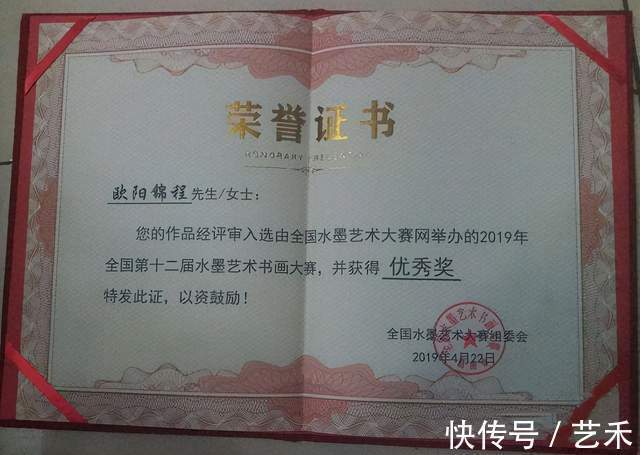 荣誉证书
欧阳锦程先生/女士：
您的作品经评审入选由全国水墨艺术大赛网举办的2019年
全国第十二届水墨艺术书画大赛，并获得 优秀奖
特发此证，以资鼓励！
全国水墨艺术大赛组委会
2019年4月22日
快传号 / 艺禾